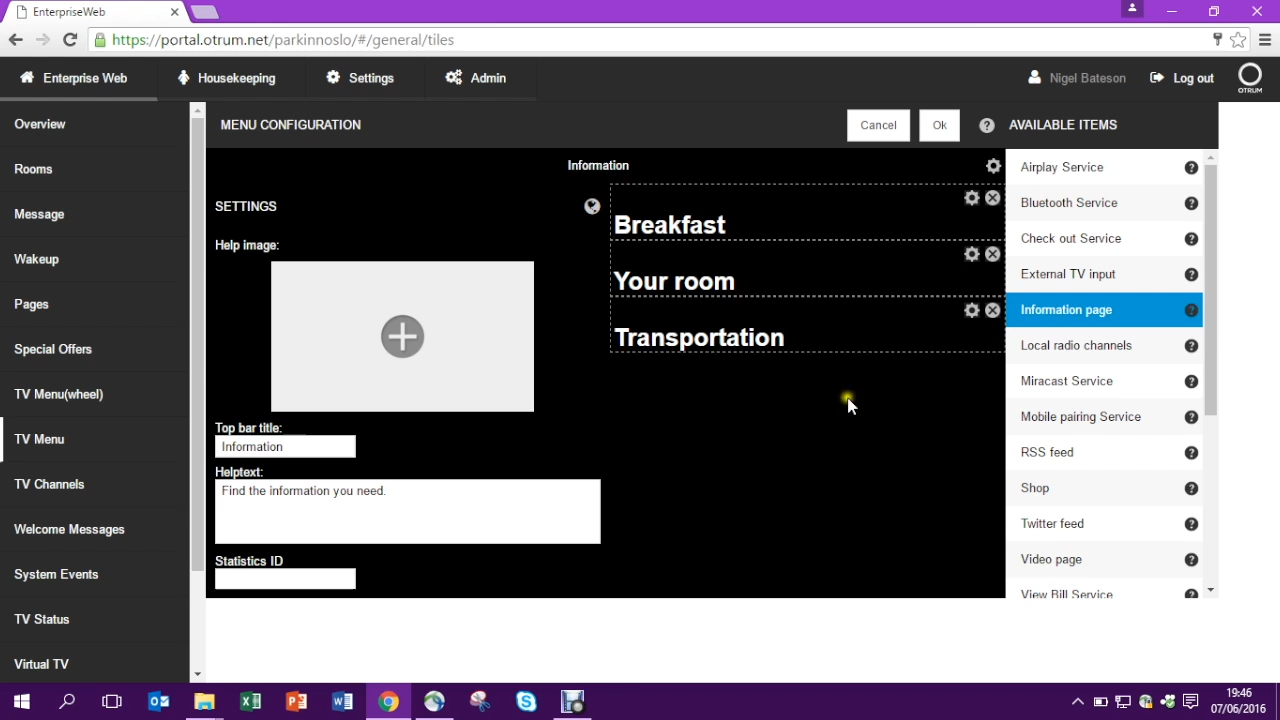 EnterpriseWeb
https://portal.otrum.net/parkinnoslo/#/general/tiles
Enterprise Web
Housekeeping
Settings
Admin
Nigel Bateson
Log out
OTRUM
Overview
Rooms
Message
Wakeup
Pages
Special Offers
TV Menu(wheel)
TV Menu
TV Channels
Welcome Messages
System Events
TV Status
Virtual TV
MENU CONFIGURATION
Cancel
Ok
Information
SETTINGS
Help image:
Top bar title:
Information
Helptext:
Find the information you need.
Statistics ID
Breakfast
Your room
Transportation
AVAILABLE ITEMS
Airplay Service
Bluetooth Service
Check out Service
External TV input
Information page
Local radio channels
Miracast Service
Mobile pairing Service
RSS feed
Shop
Twitter feed
Video page
View Bill Service
19:46
07/06/2016